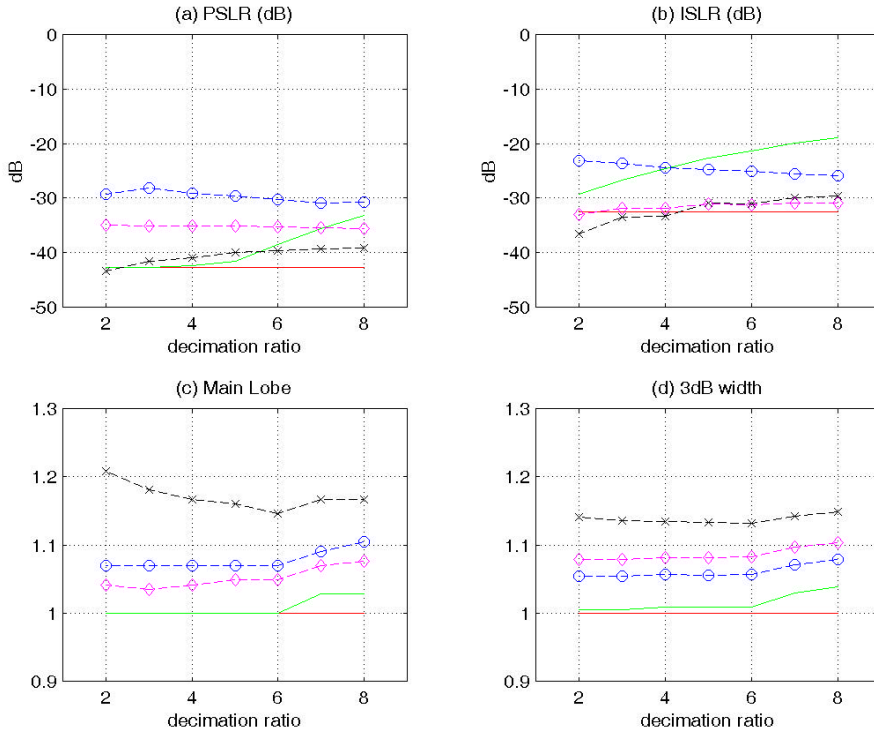 (a) PSLR (dB)
0
-10
-20
-30
-40
-50
dB
2 4 6 8
decimation ratio
(b) ISLR (dB)
0
-10
-20
-30
-40
-50
dB
2 4 6 8
decimation ratio
(c) Main Lobe
1.3
1.2
1.1
1
0.9
2 4 6 8
decimation ratio
(d) 3dB width
1.3
1.2
1.1
1
0.9
2 4 6 8
decimation ratio